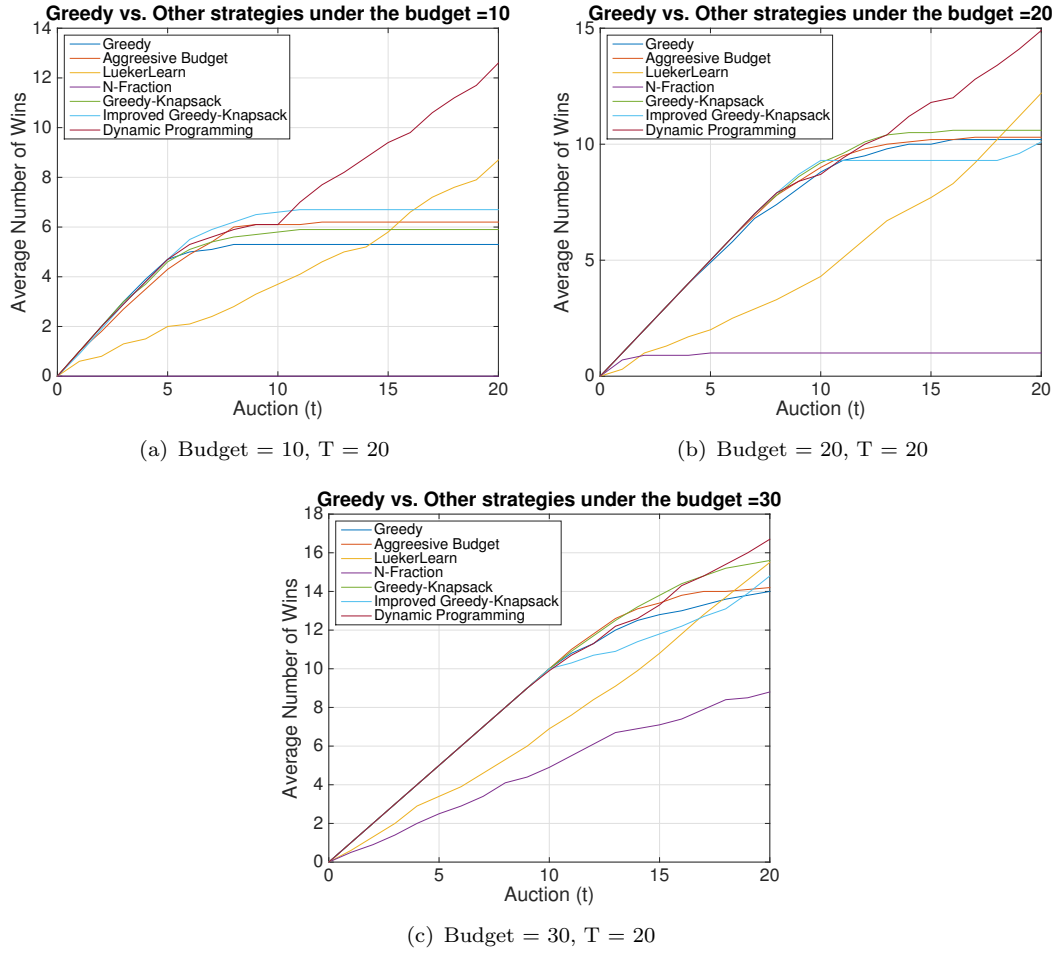 Greedy vs. Other strategies under the budget =10
14
12
10
8
6
4
2
0
Average Number of Wins
Greedy
Aggreesive Budget
LuekerLearn
N-Fraction
Greedy-Knapsack
Improved Greedy-Knapsack
Dynamic Programming
0 5 10 15 20
Auction (t)
(a) Budget = 10, T = 20
Greedy vs. Other strategies under the budget =20
15
10
5
0
Average Number of Wins
Greedy
Aggreesive Budget
LuekerLearn
N-Fraction
Greedy-Knapsack
Improved Greedy-Knapsack
Dynamic Programming
0 5 10 15 20
Auction (t)
(b) Budget = 20, T = 20
Greedy vs. Other strategies under the budget =30
18
16
14
12
10
8
6
4
2
0
Average Number of Wins
Greedy
Aggreesive Budget
LuekerLearn
N-Fraction
Greedy-Knapsack
Improved Greedy-Knapsack
Dynamic Programming
0 5 10 15 20
Auction (t)
(c) Budget = 30, T = 20